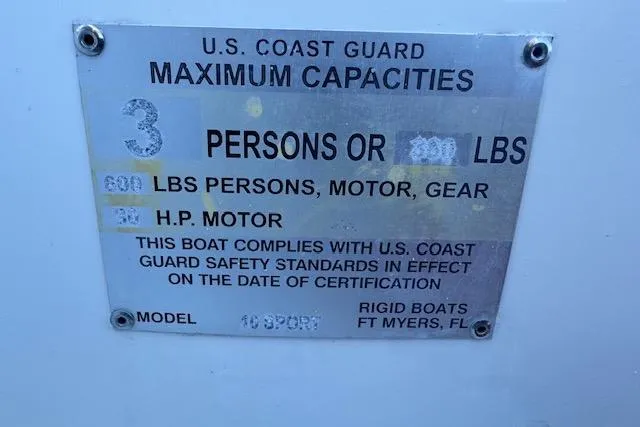 U.S. COAST GUARD
MAXIMUM CAPACITIES
3 PERSONS OR LBS
600 LBS PERSONS, MOTOR, GEAR
30 H.P. MOTOR
THIS BOAT COMPLIES WITH U.S. COAST
GUARD SAFETY STANDARDS IN EFFECT
ON THE DATE OF CERTIFICATION
MODEL 16 SPORT
RIGID BOATS
FT MYERS, FL